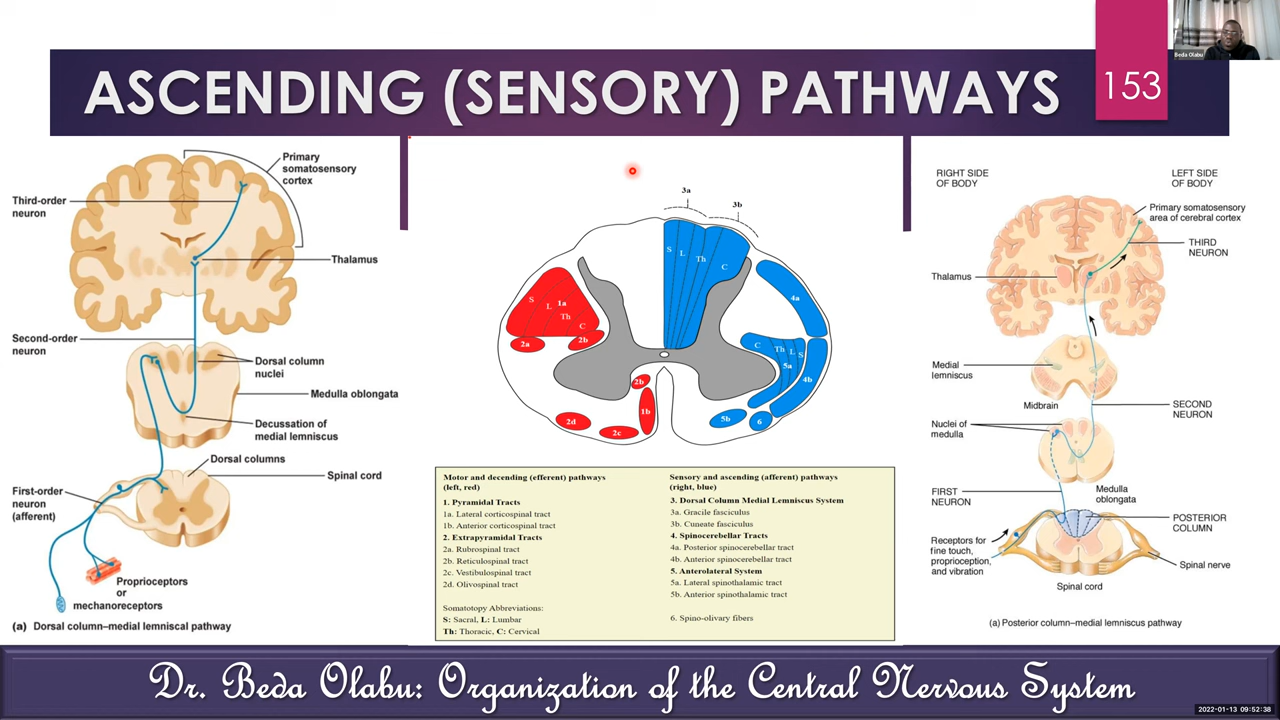 Beda Olabu
ASCENDING (SENSORY) PATHWAYS
153
Primary
somatosensory
cortex
Third-order
neuron
Thalamus
Second-order
neuron
Dorsal column
nuclei
Medulla oblongata
Decussation of
medial lemniscus
Dorsal columns
Spinal cord
First-order
neuron
(afferent)
Proprioceptors
or
mechanoreceptors
(a) Dorsal column–medial lemniscal pathway
3a
3b
S
L
Th
C
S
L
1a
Th
C
2a
2b
4a
C
Th
L
S
5a
4b
2b
1b
2d
2c
5b
6
Motor and decending (efferent) pathways
(left, red)
1. Pyramidal Tracts
1a. Lateral corticospinal tract
1b. Anterior corticospinal tract
2. Extrapyramidal Tracts
2a. Rubrospinal tract
2b. Reticulospinal tract
2c. Vestibulospinal tract
2d. Olivospinal tract
Somatotopy Abbreviations:
S: Sacral, L: Lumbar
Th: Thoracic, C: Cervical
Sensory and ascending (afferent) pathways
(right, blue)
3. Dorsal Column Medial Lemniscus System
3a. Gracile fasciculus
3b. Cuneate fasciculus
4. Spinocerebellar Tracts
4a. Posterior spinocerebellar tract
4b. Anterior spinocerebellar tract
5. Anterolateral System
5a. Lateral spinothalamic tract
5b. Anterior spinothalamic tract
6. Spino-olivary fibers
RIGHT SIDE
OF BODY
LEFT SIDE
OF BODY
Primary somatosensory
area of cerebral cortex
THIRD
NEURON
Thalamus
Medial
lemniscus
Midbrain
SECOND
NEURON
Nuclei of
medulla
FIRST
NEURON
Medulla
oblongata
POSTERIOR
COLUMN
Receptors for
fine touch,
proprioception,
and vibration
Spinal nerve
Spinal cord
(a) Posterior column–medial lemniscus pathway
Dr. Beda Olabu: Organization of the Central Nervous System
2022-01-13 09:52:38